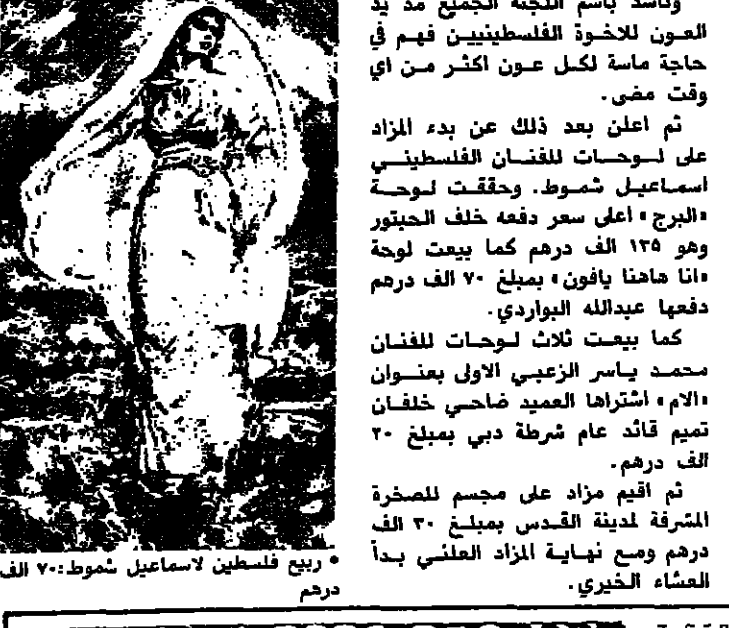 وناشد باسم اللجنة الجميع مد يد
العون للاخوة الفلسطينيين فهم في
حاجة ماسة لكل عون اكثر من اي
وقت مضى.
ثم اعلن بعد ذلك عن بدء المزاد
على لوحات للفنان الفلسطيني
اسماعيل شموط. وحققت لوحة
«البرج» اعلى سعر دفعه خلف الحبتور
وهو ١٣٥ الف درهم كما بيعت لوحة
«انا هاهنا يافون» بمبلغ ٧٠ الف درهم
دفعها عبدالله البواردي.
كما بيعت ثلاث لوحات للفنان
محمد ياسر الزعبي الاولى بعنوان
«الام» اشتراها العميد ضاحي خلفان
تميم قائد عام شرطة دبي بمبلغ ٢٠
الف درهم.
ثم اقيم مزاد على مجسم للصخرة
المشرفة لمدينة القدس بمبلغ ٣٠ الف
درهم ومع نهاية المزاد العلني بدأ
العشاء الخيري.
• ربيع فلسطين لاسماعيل شموط: ٧٠ الف
درهم